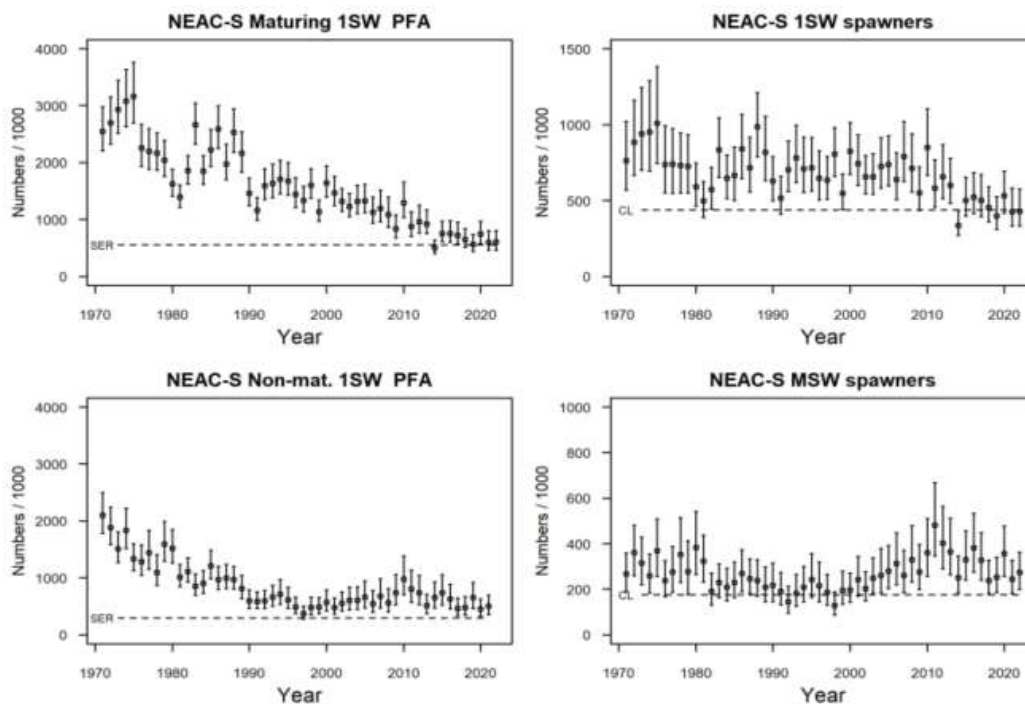 NEAC-S Maturing 1SW PFA
Numbers / 1000
4000
3000
2000
1000
0
SER
1970 1980 1990 2000 2010 2020
Year
NEAC-S 1SW spawners
Numbers / 1000
1500
1000
500
0
CL
1970 1980 1990 2000 2010 2020
Year
NEAC-S Non-mat. 1SW PFA
Numbers / 1000
4000
3000
2000
1000
0
SER
1970 1980 1990 2000 2010 2020
Year
NEAC-S MSW spawners
Numbers / 1000
1000
800
600
400
200
0
CL
1970 1980 1990 2000 2010 2020
Year